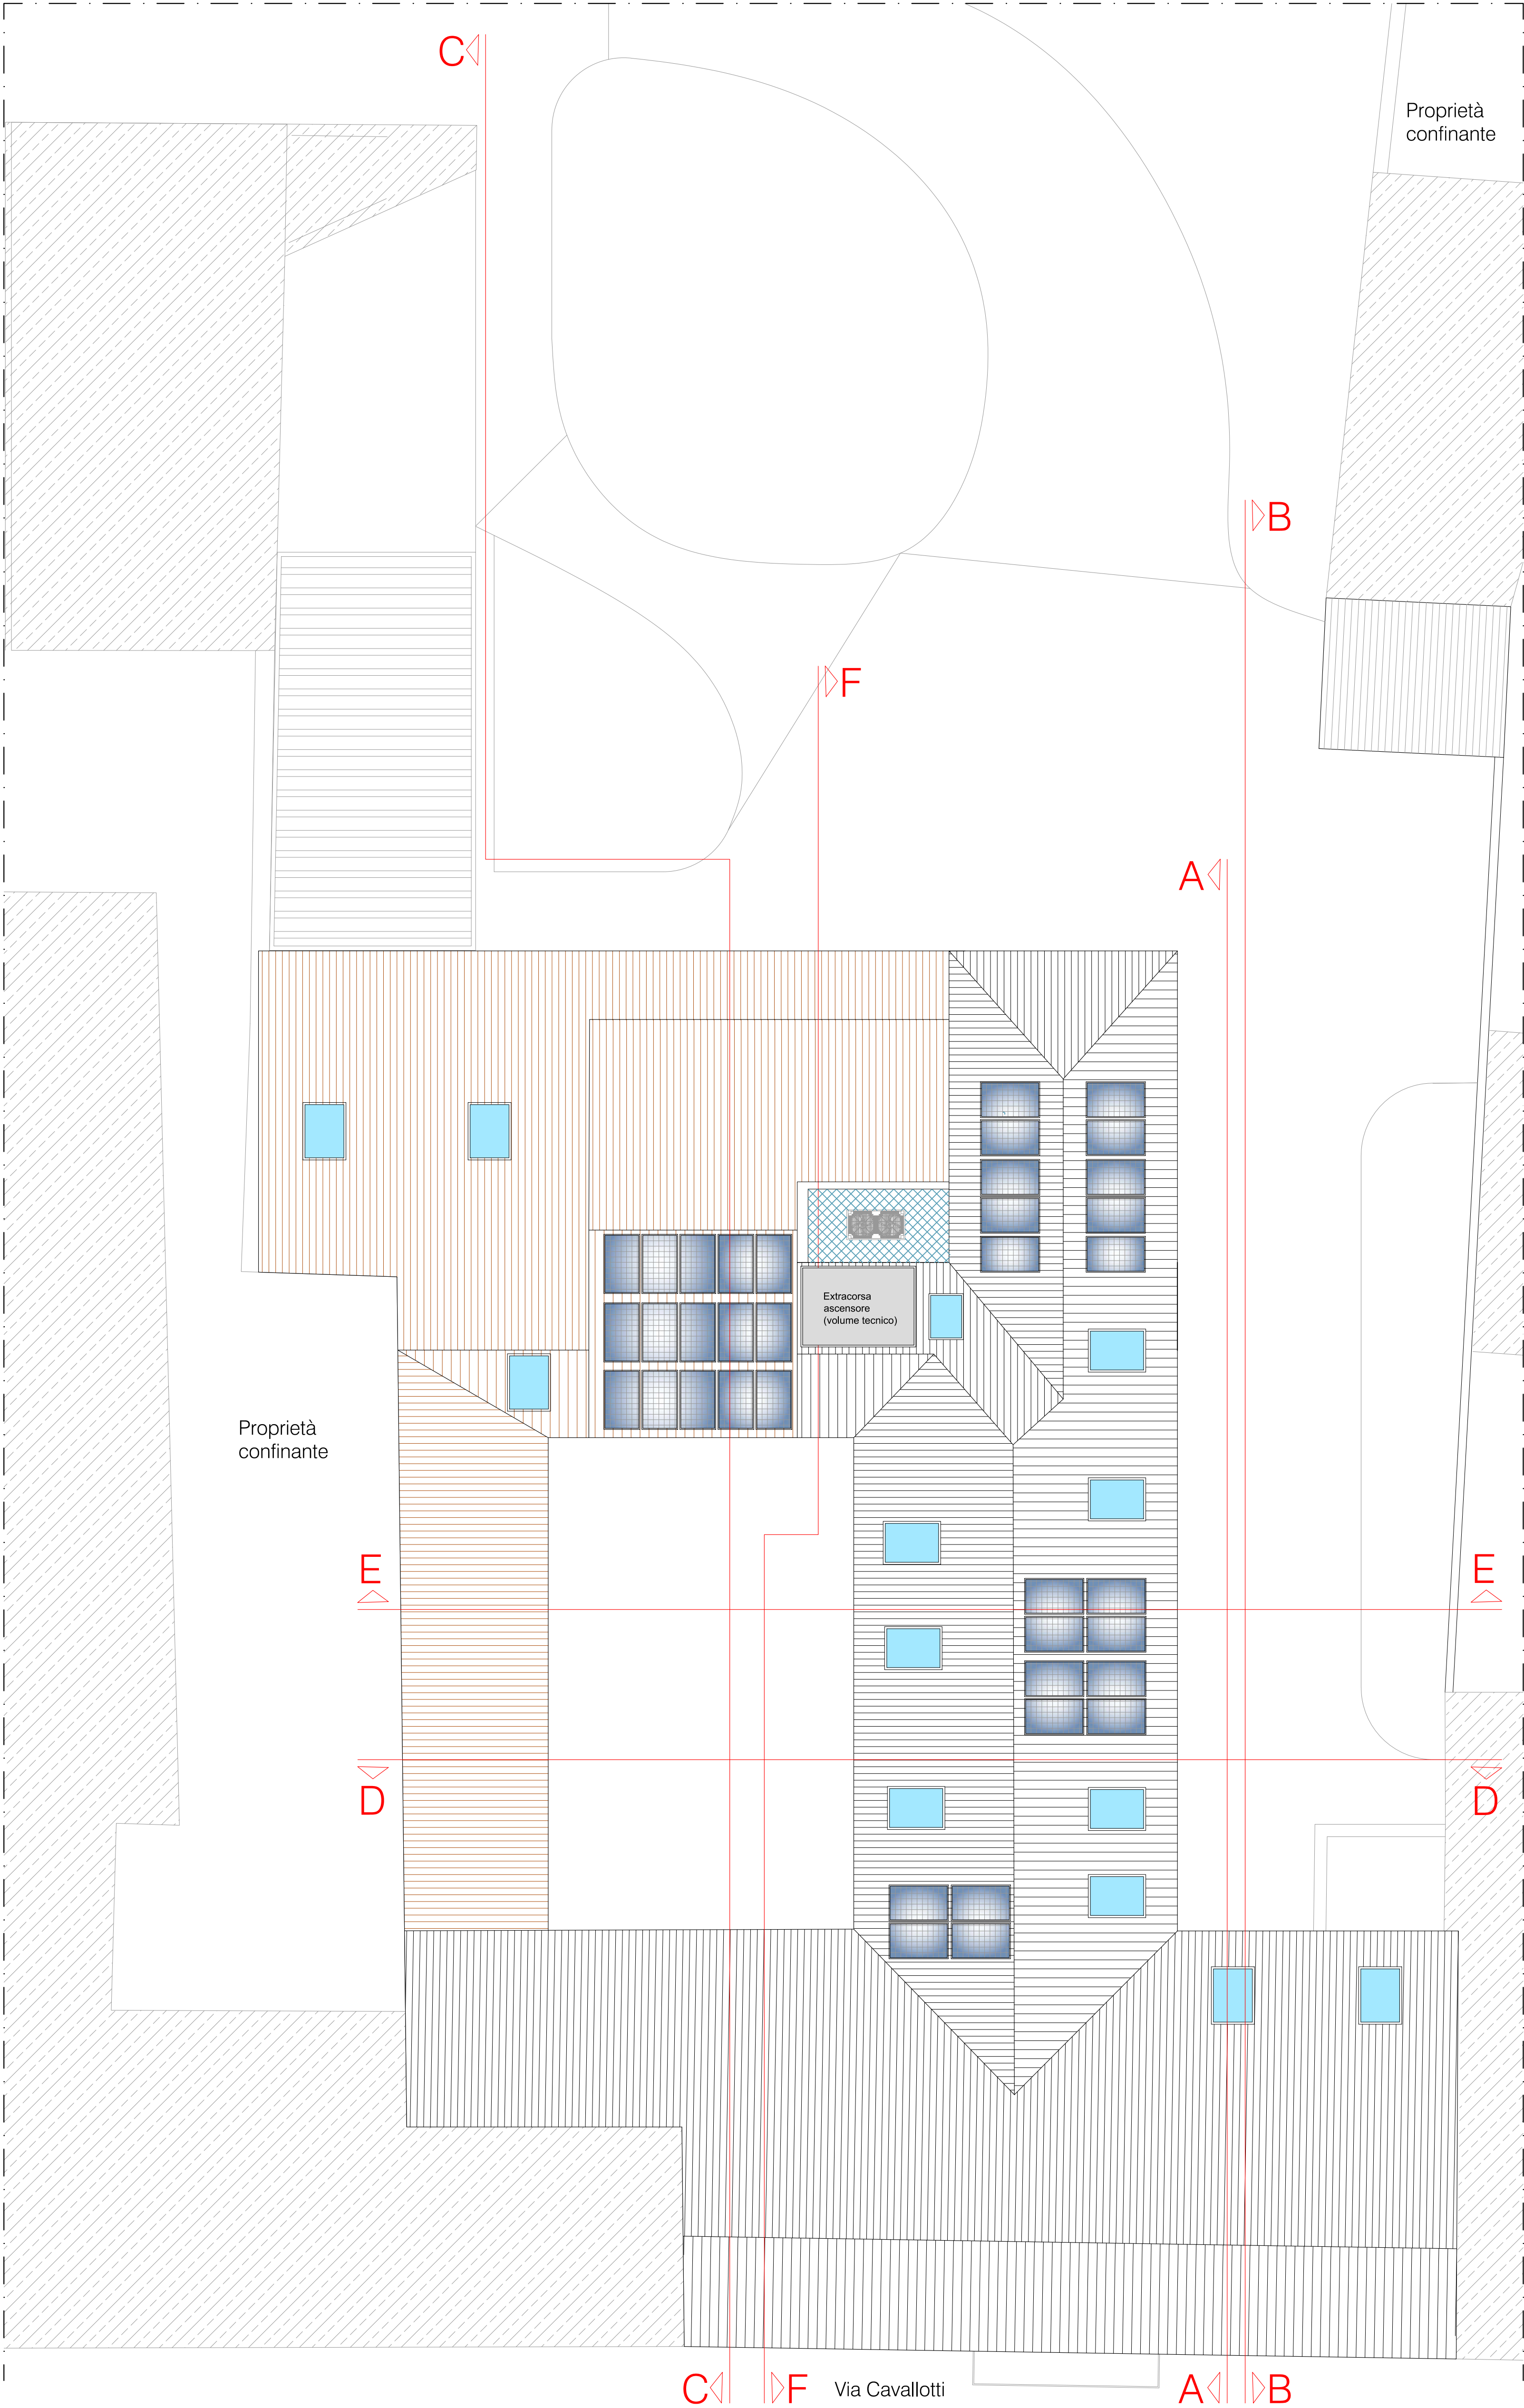 C
Proprietà
confinante
B
F
A
Extracorsa
ascensore
(volume tecnico)
Proprietà
confinante
E
E
D
D
C
F
Via Cavallotti
A
B